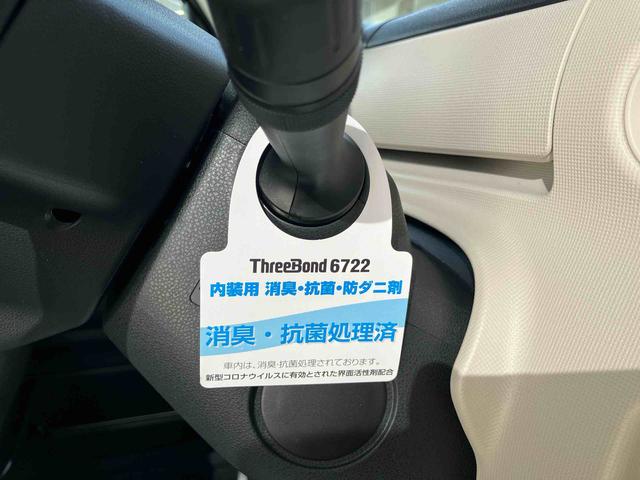 ThreeBond 6722
内装用 消臭・抗菌・防ダニ剤
消臭・抗菌処理済
車内は、消臭・抗菌処理されております。
新型コロナウイルスに有効とされた界面活性剤配合